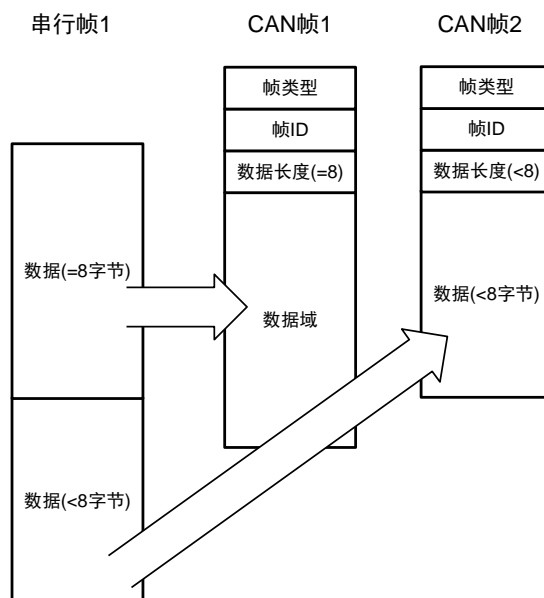 串行帧1
CAN帧1
CAN帧2
帧类型
帧ID
数据长度(=8)
数据域
帧类型
帧ID
数据长度(<8)
数据(<8字节)
数据(=8字节)
数据(<8字节)